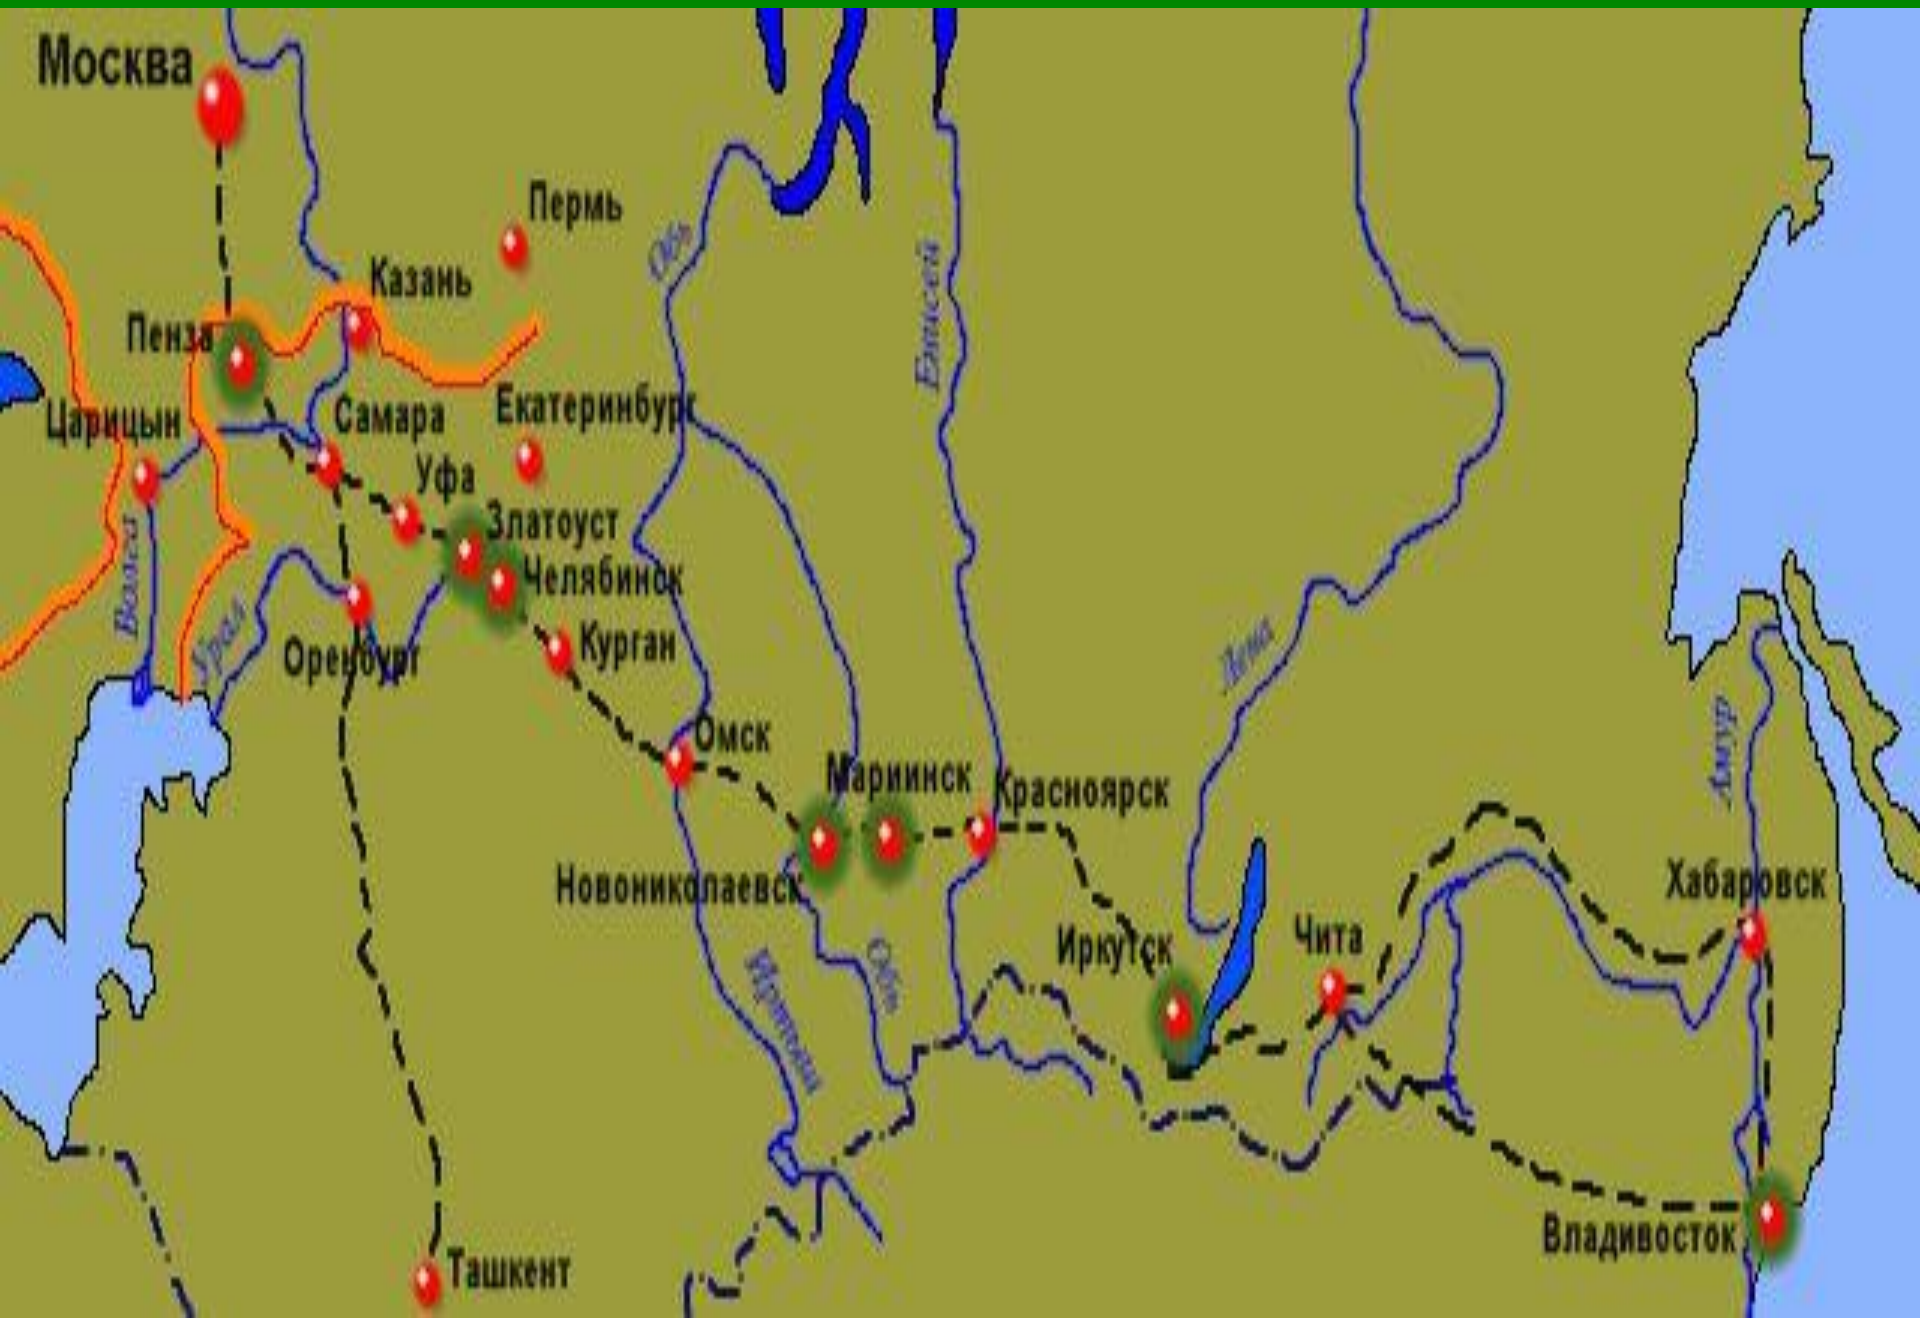 Москва
Пермь
Обь
Казань
Енисей
Пенза
Царицын
Самара
Екатеринбург
Уфа
Златоуст
Волга
Челябинск
Урал
Оренбург
Курган
Лена
Омск
Амур
Мариинск
Красноярск
Новониколаевск
Хабаровск
Иркутск
Чита
Обь
Иртыш
Владивосток
Ташкент